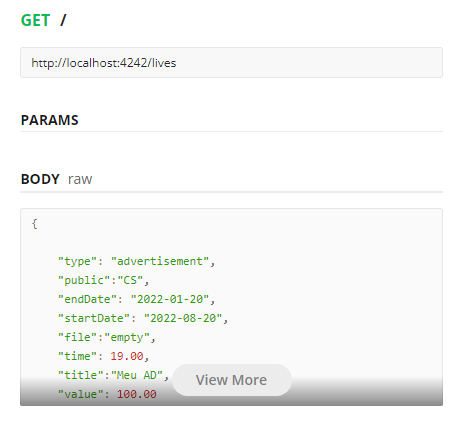 GET /
http://localhost:4242/lives
PARAMS
BODY raw
{
"type": "advertisement",
"public":"CS",
"endDate": "2022-01-20",
"startDate": "2022-08-20",
"file":"empty",
"time": 19.00,
"title":"Meu AD",
View More
"value": 100.00